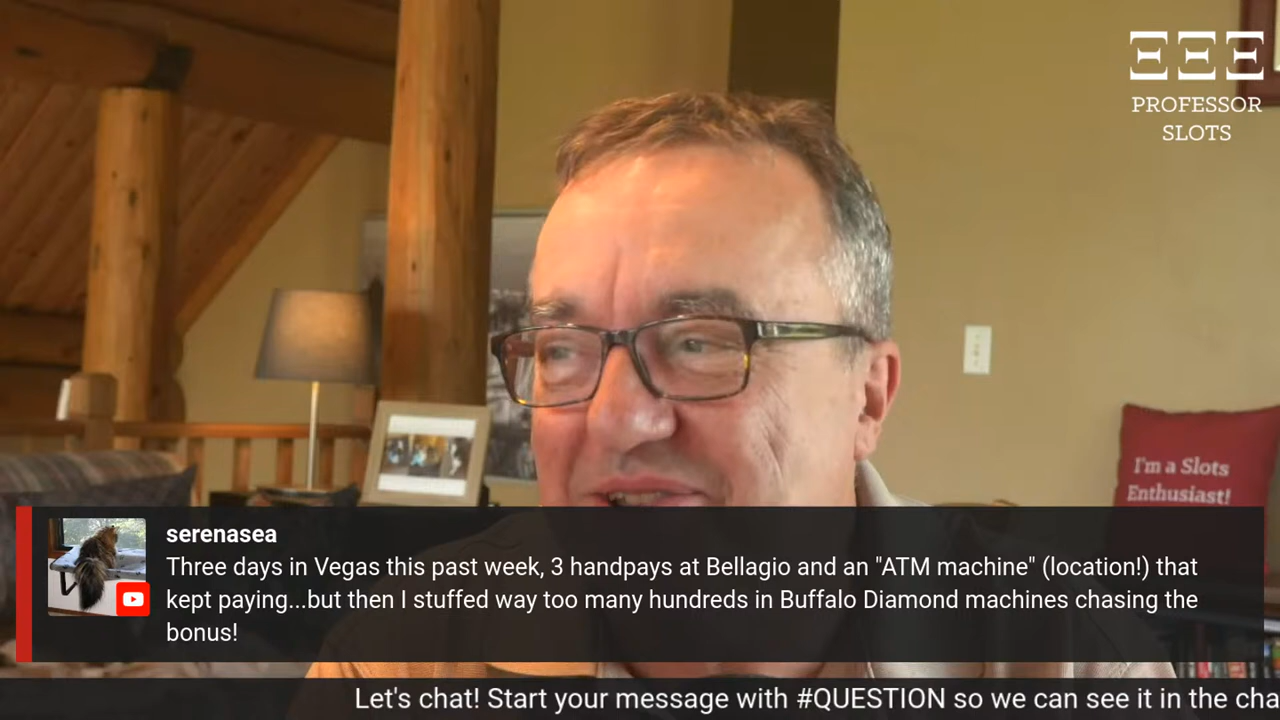 PROFESSOR
SLOTS
I'm a Slots
Enthusiast!
serenasea
Three days in Vegas this past week, 3 handpays at Bellagio and an "ATM machine" (location!) that
kept paying...but then I stuffed way too many hundreds in Buffalo Diamond machines chasing the
bonus!
Let's chat! Start your message with #QUESTION so we can see it in the cha